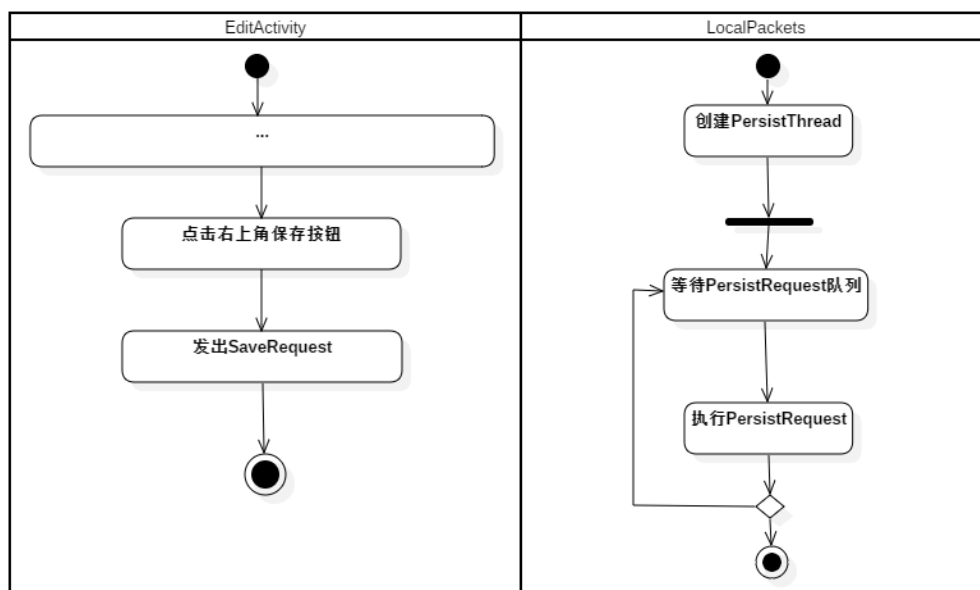 EditActivity
LocalPackets
...
点击右上角保存按钮
发出SaveRequest
创建PersistThread
等待PersistRequest队列
执行PersistRequest